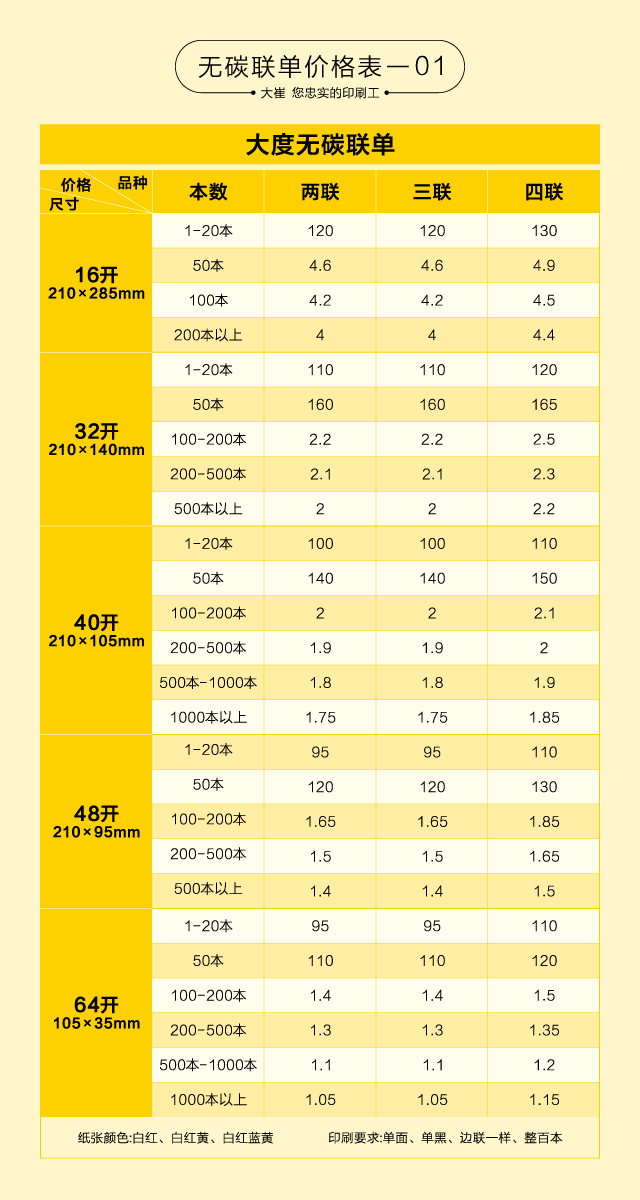 无碳联单价格表一01
大崔 您忠实的印刷工
大度无碳联单
价格 品种 尺寸 本数 两联 三联 四联
16开
210×285mm
1-20本 120 120 130
50本 4.6 4.6 4.9
100本 4.2 4.2 4.5
200本以上 4 4 4.4
32开
210×140mm
1-20本 110 110 120
50本 160 160 165
100-200本 2.2 2.2 2.5
200-500本 2.1 2.1 2.3
500本以上 2 2 2.2
40开
210×105mm
1-20本 100 100 110
50本 140 140 150
100-200本 2 2 2.1
200-500本 1.9 1.9 2
500本-1000本 1.8 1.8 1.9
1000本以上 1.75 1.75 1.85
48开
210×95mm
1-20本 95 95 110
50本 120 120 130
100-200本 1.65 1.65 1.85
200-500本 1.5 1.5 1.65
500本以上 1.4 1.4 1.5
64开
105×35mm
1-20本 95 95 110
50本 110 110 120
100-200本 1.4 1.4 1.5
200-500本 1.3 1.3 1.35
500本-1000本 1.1 1.1 1.2
1000本以上 1.05 1.05 1.15
纸张颜色:白红、白红黄、白红蓝黄 印刷要求:单面、单黑、边联一样、整百本